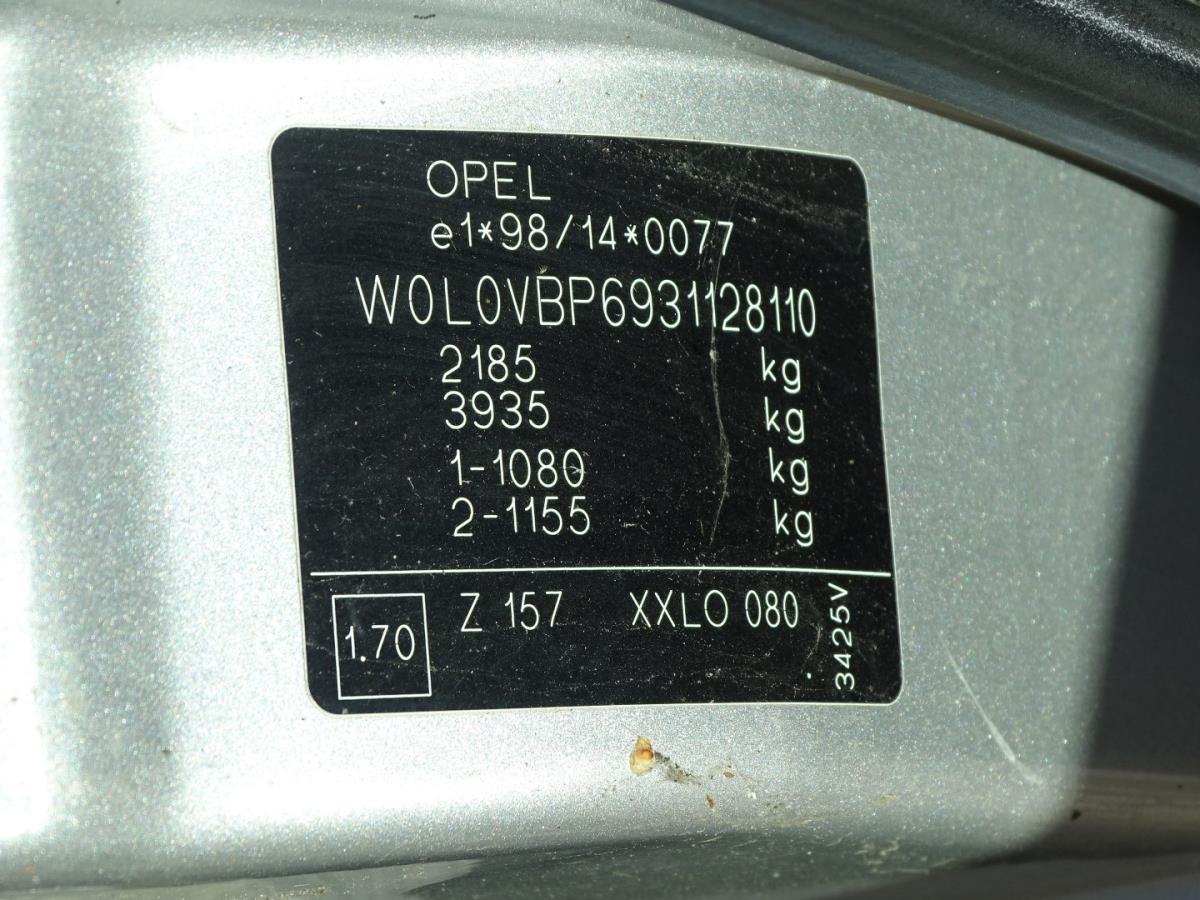 OPEL
e1*98/14*0077
W0L0VBP6931128110
2185 kg
3935 kg
1-1080 kg
2-1155 kg
1.70
Z 157 XXLO 080
3425V